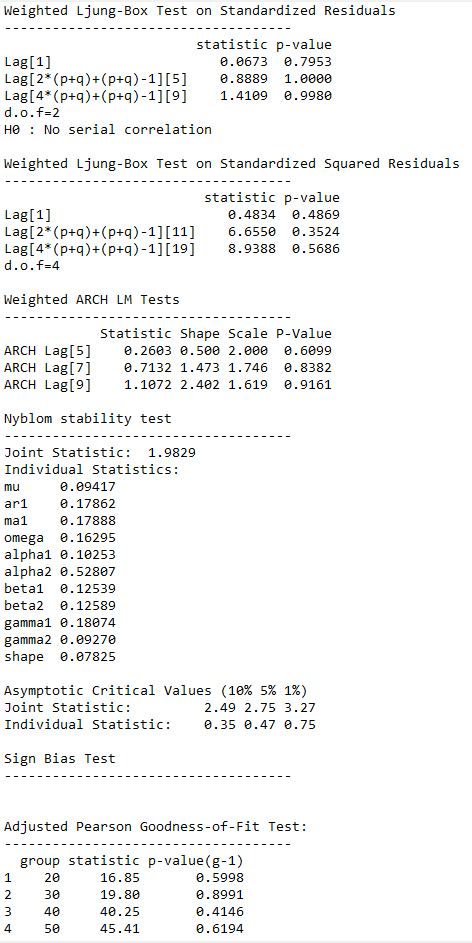 Weighted Ljung-Box Test on Standardized Residuals
------------------------------------
                        statistic p-value
Lag[1]                     0.0673  0.7953
Lag[2*(p+q)+(p+q)-1][5]    0.8889  1.0000
Lag[4*(p+q)+(p+q)-1][9]    1.4109  0.9980
d.o.f=2
H0 : No serial correlation

Weighted Ljung-Box Test on Standardized Squared Residuals
------------------------------------
                         statistic p-value
Lag[1]                      0.4834  0.4869
Lag[2*(p+q)+(p+q)-1][11]    6.6550  0.3524
Lag[4*(p+q)+(p+q)-1][19]    8.9388  0.5686
d.o.f=4

Weighted ARCH LM Tests
------------------------------------
            Statistic Shape Scale P-Value
ARCH Lag[5]    0.2603 0.500 2.000  0.6099
ARCH Lag[7]    0.7132 1.473 1.746  0.8382
ARCH Lag[9]    1.1072 2.402 1.619  0.9161

Nyblom stability test
------------------------------------
Joint Statistic:  1.9829
Individual Statistics:
mu     0.09417
ar1    0.17862
ma1    0.17888
omega  0.16295
alpha1 0.10253
alpha2 0.52807
beta1  0.12539
beta2  0.12589
gamma1 0.18074
gamma2 0.09270
shape  0.07825

Asymptotic Critical Values (10% 5% 1%)
Joint Statistic:         2.49 2.75 3.27
Individual Statistic:    0.35 0.47 0.75

Sign Bias Test
------------------------------------

Adjusted Pearson Goodness-of-Fit Test:
------------------------------------
  group statistic p-value(g-1)
1    20     16.85       0.5998
2    30     19.80       0.8991
3    40     40.25       0.4146
4    50     45.41       0.6194